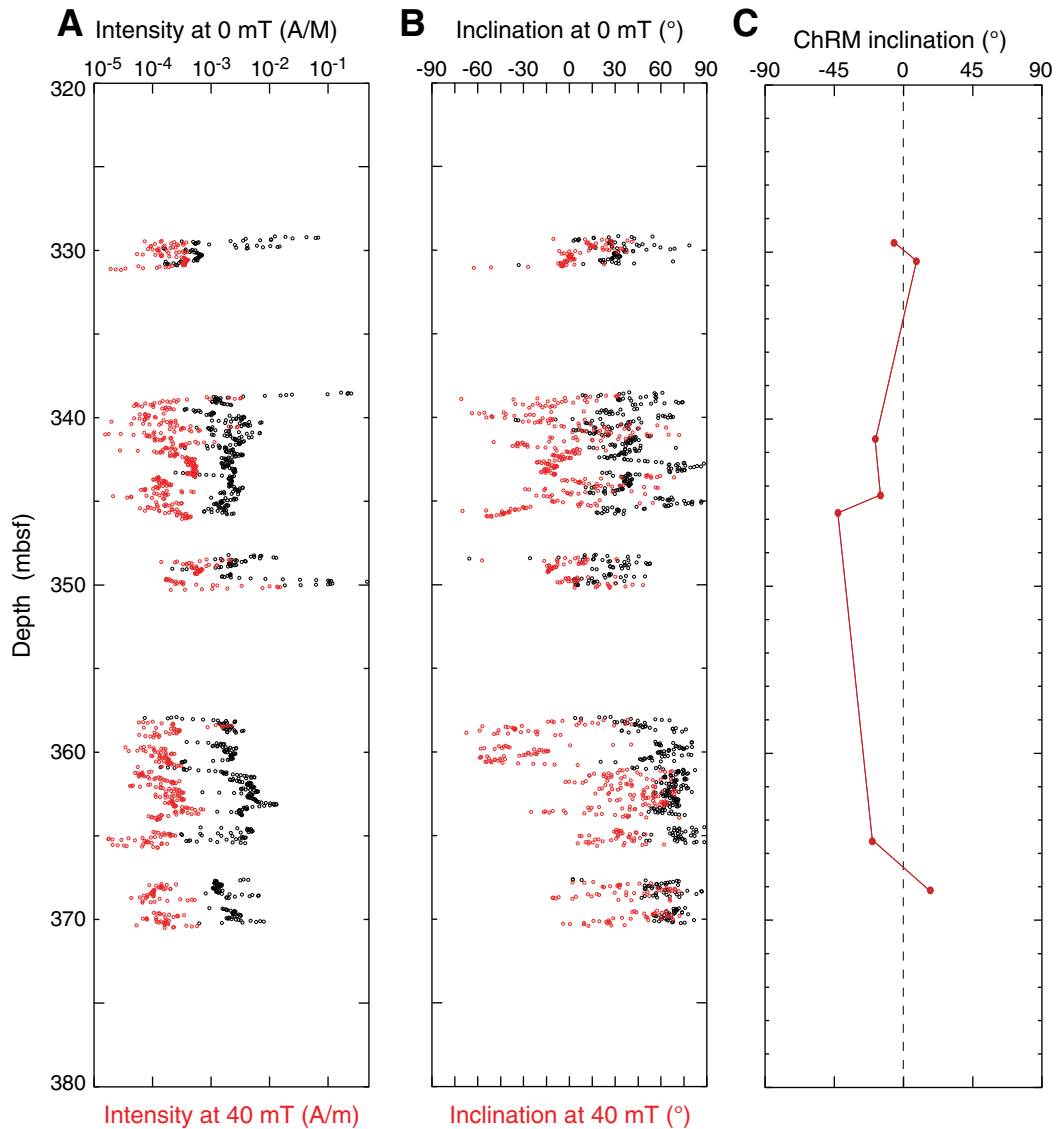 A Intensity at 0 mT (A/M) B Inclination at 0 mT (°) C ChRM inclination (°)
10⁻⁵ 10⁻⁴ 10⁻³ 10⁻² 10⁻¹ -90 -60 -30 0 30 60 90 -90 -45 0 45 90
320
330
340
350
360
370
380
Depth (mbsf)
Intensity at 40 mT (A/m) Inclination at 40 mT (°)